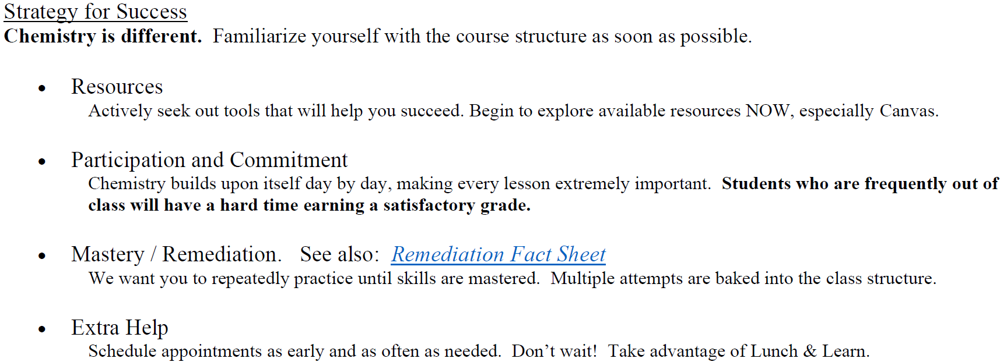 Strategy for Success
Chemistry is different.  Familiarize yourself with the course structure as soon as possible.
• Resources
Actively seek out tools that will help you succeed. Begin to explore available resources NOW, especially Canvas.
• Participation and Commitment
Chemistry builds upon itself day by day, making every lesson extremely important.  Students who are frequently out of
class will have a hard time earning a satisfactory grade.
• Mastery / Remediation.   See also:  Remediation Fact Sheet
We want you to repeatedly practice until skills are mastered.  Multiple attempts are baked into the class structure.
• Extra Help
Schedule appointments as early and as often as needed.  Don’t wait!  Take advantage of Lunch & Learn.